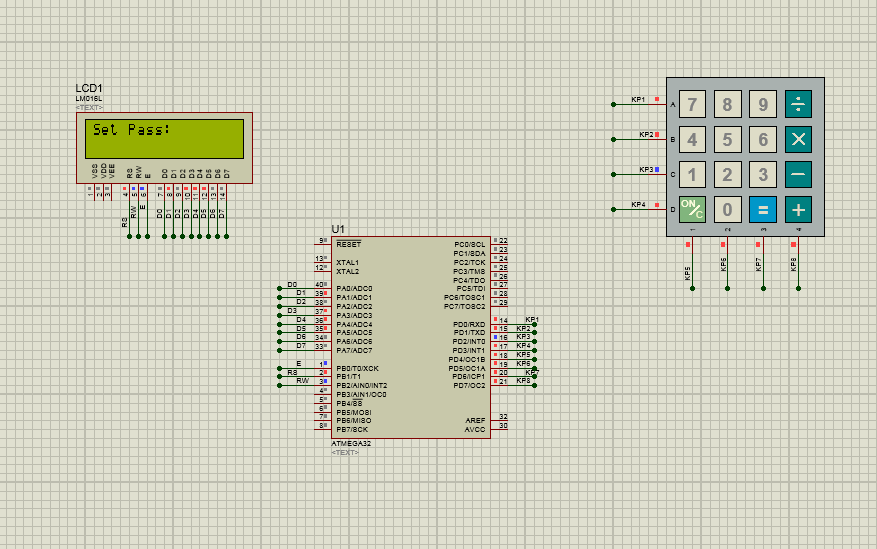 LCD1
LM016L
<TEXT>
Set Pass:
VSS VDD VEE RS RW E D0 D1 D2 D3 D4 D5 D6 D7
1 2 3 4 5 6 7 8 9 10 11 12 13 14
RS RW E D0 D1 D2 D3 D4 D5 D6 D7
U1
9 RESET PC0/SCL 22
PC1/SDA 23
13 XTAL1 PC2/TCK 24
12 XTAL2 PC3/TMS 25
PC4/TDO 26
D0 40 PA0/ADC0 PC5/TDI 27
D1 39 PA1/ADC1 PC6/TOSC1 28
D2 38 PA2/ADC2 PC7/TOSC2 29
D3 37 PA3/ADC3
D4 36 PA4/ADC4 PD0/RXD 14 KP1
D5 35 PA5/ADC5 PD1/TXD 15 KP2
D6 34 PA6/ADC6 PD2/INT0 16 KP3
D7 33 PA7/ADC7 PD3/INT1 17 KP4
PD4/OC1B 18 KP5
E 1 PB0/T0/XCK PD5/OC1A 19 KP6
RS 2 PB1/T1 PD6/ICP1 20 KP7
RW 3 PB2/AIN0/INT2 PD7/OC2 21 KP8
4 PB3/AIN1/OC0
5 PB4/SS
6 PB5/MOSI
7 PB6/MISO AREF 32
8 PB7/SCK AVCC 30
ATMEGA32
<TEXT>
KP1 A 7 8 9 ÷
KP2 B 4 5 6 ×
KP3 C 1 2 3 −
KP4 D ON/C 0 = +
1 2 3 4
KP5 KP6 KP7 KP8